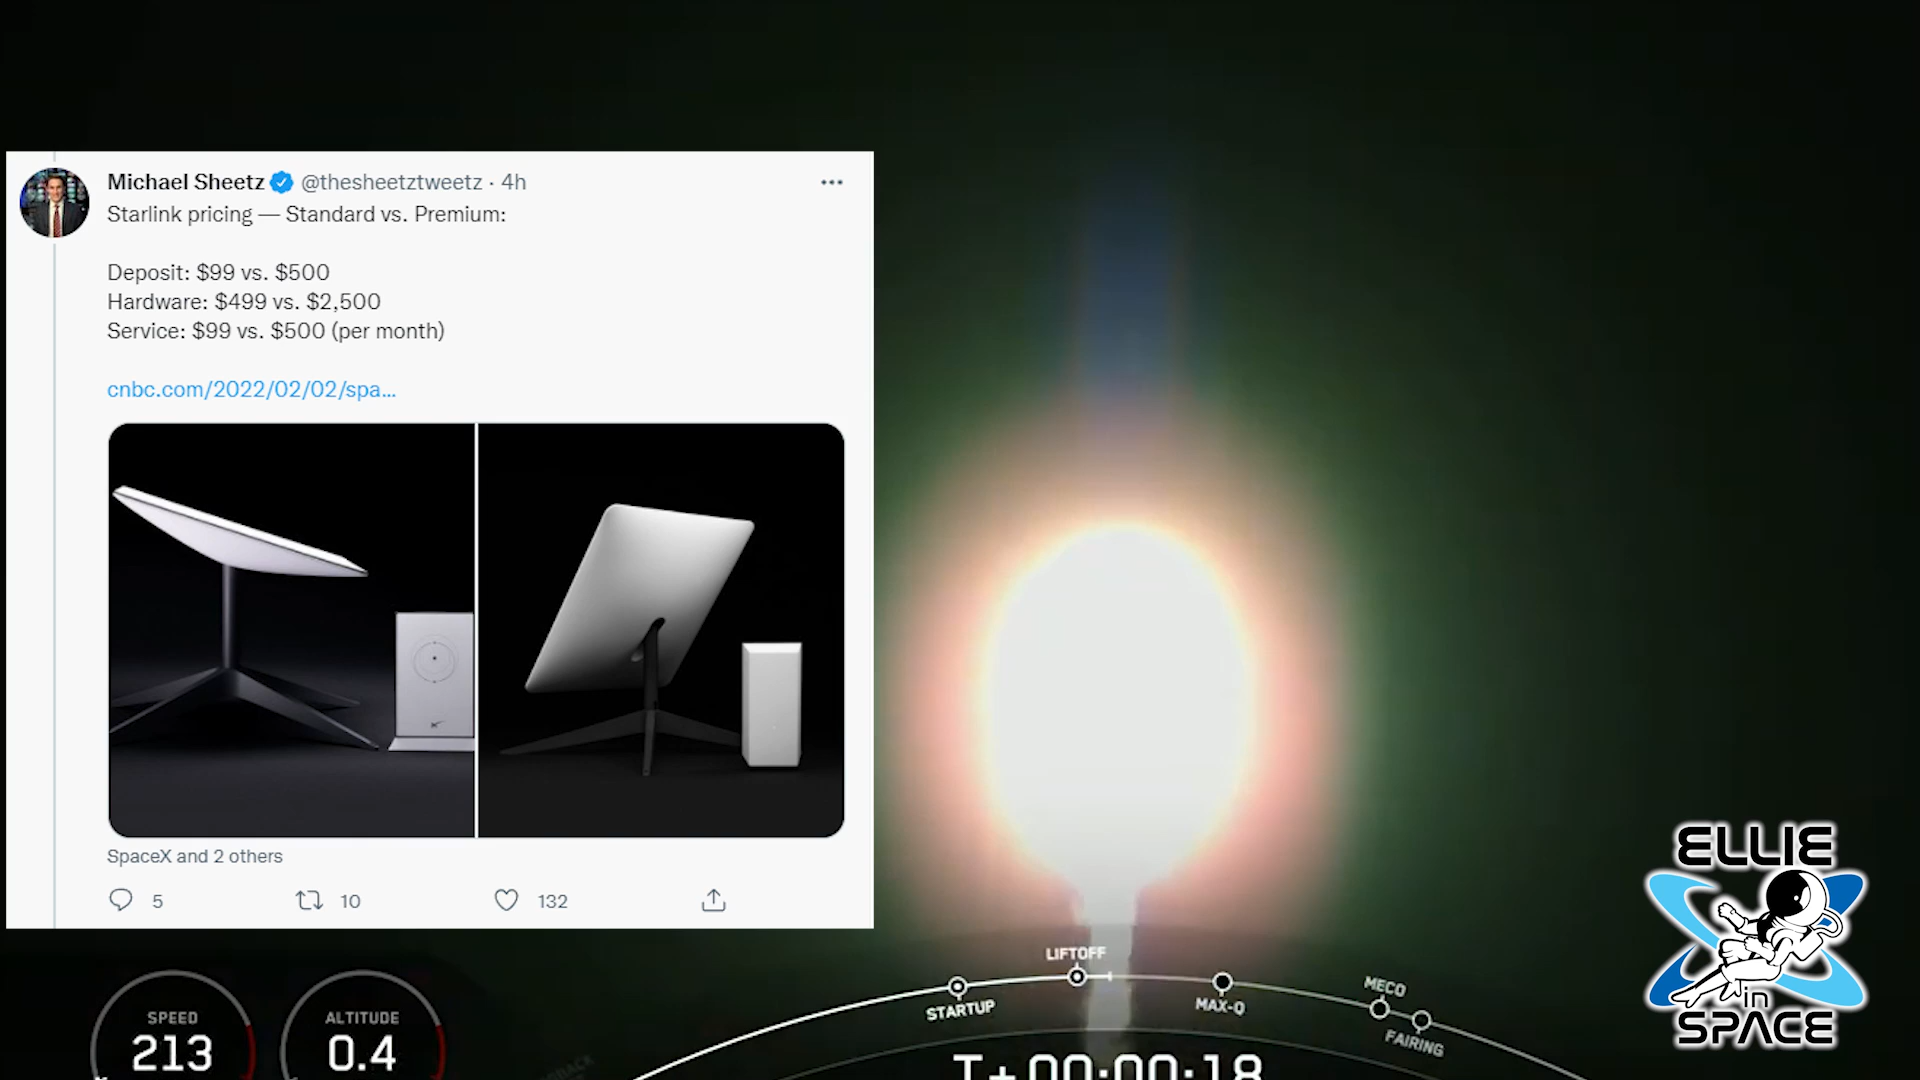 Michael Sheetz @thesheetztweetz · 4h
Starlink pricing — Standard vs. Premium:
Deposit: $99 vs. $500
Hardware: $499 vs. $2,500
Service: $99 vs. $500 (per month)
cnbc.com/2022/02/02/spa...
SpaceX and 2 others
5 10 132
SPEED
213
ALTITUDE
0.4
STARTUP
LIFTOFF
MAX-Q
MECO
FAIRING
T+00:00:18
ELLIE
in
SPACE